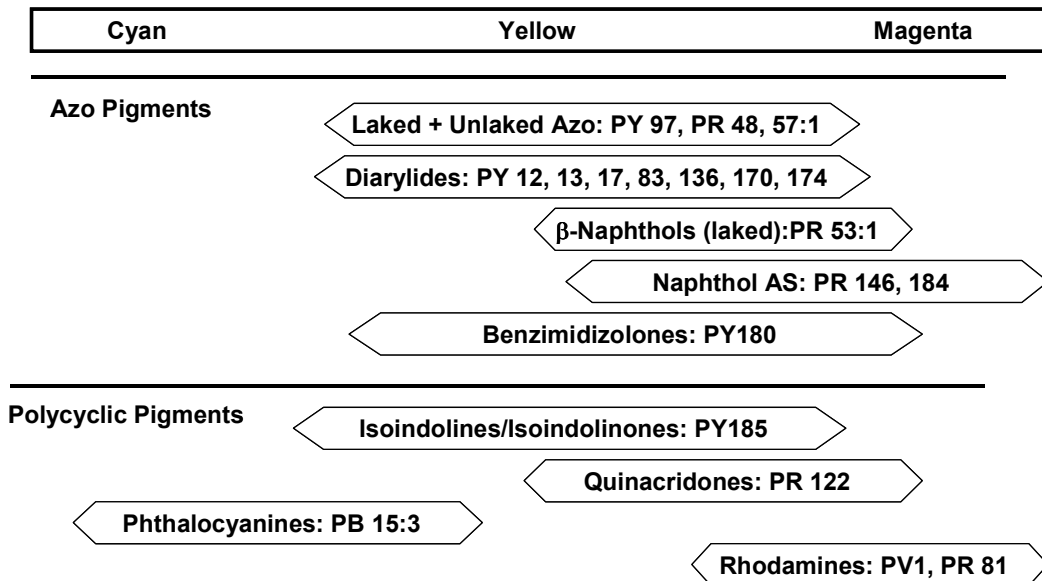 Cyan Yellow Magenta
Azo Pigments
Laked + Unlaked Azo: PY 97, PR 48, 57:1
Diarylides: PY 12, 13, 17, 83, 136, 170, 174
β-Naphthols (laked):PR 53:1
Naphthol AS: PR 146, 184
Benzimidizolones: PY180
Polycyclic Pigments
Isoindolines/Isoindolinones: PY185
Quinacridones: PR 122
Phthalocyanines: PB 15:3
Rhodamines: PV1, PR 81